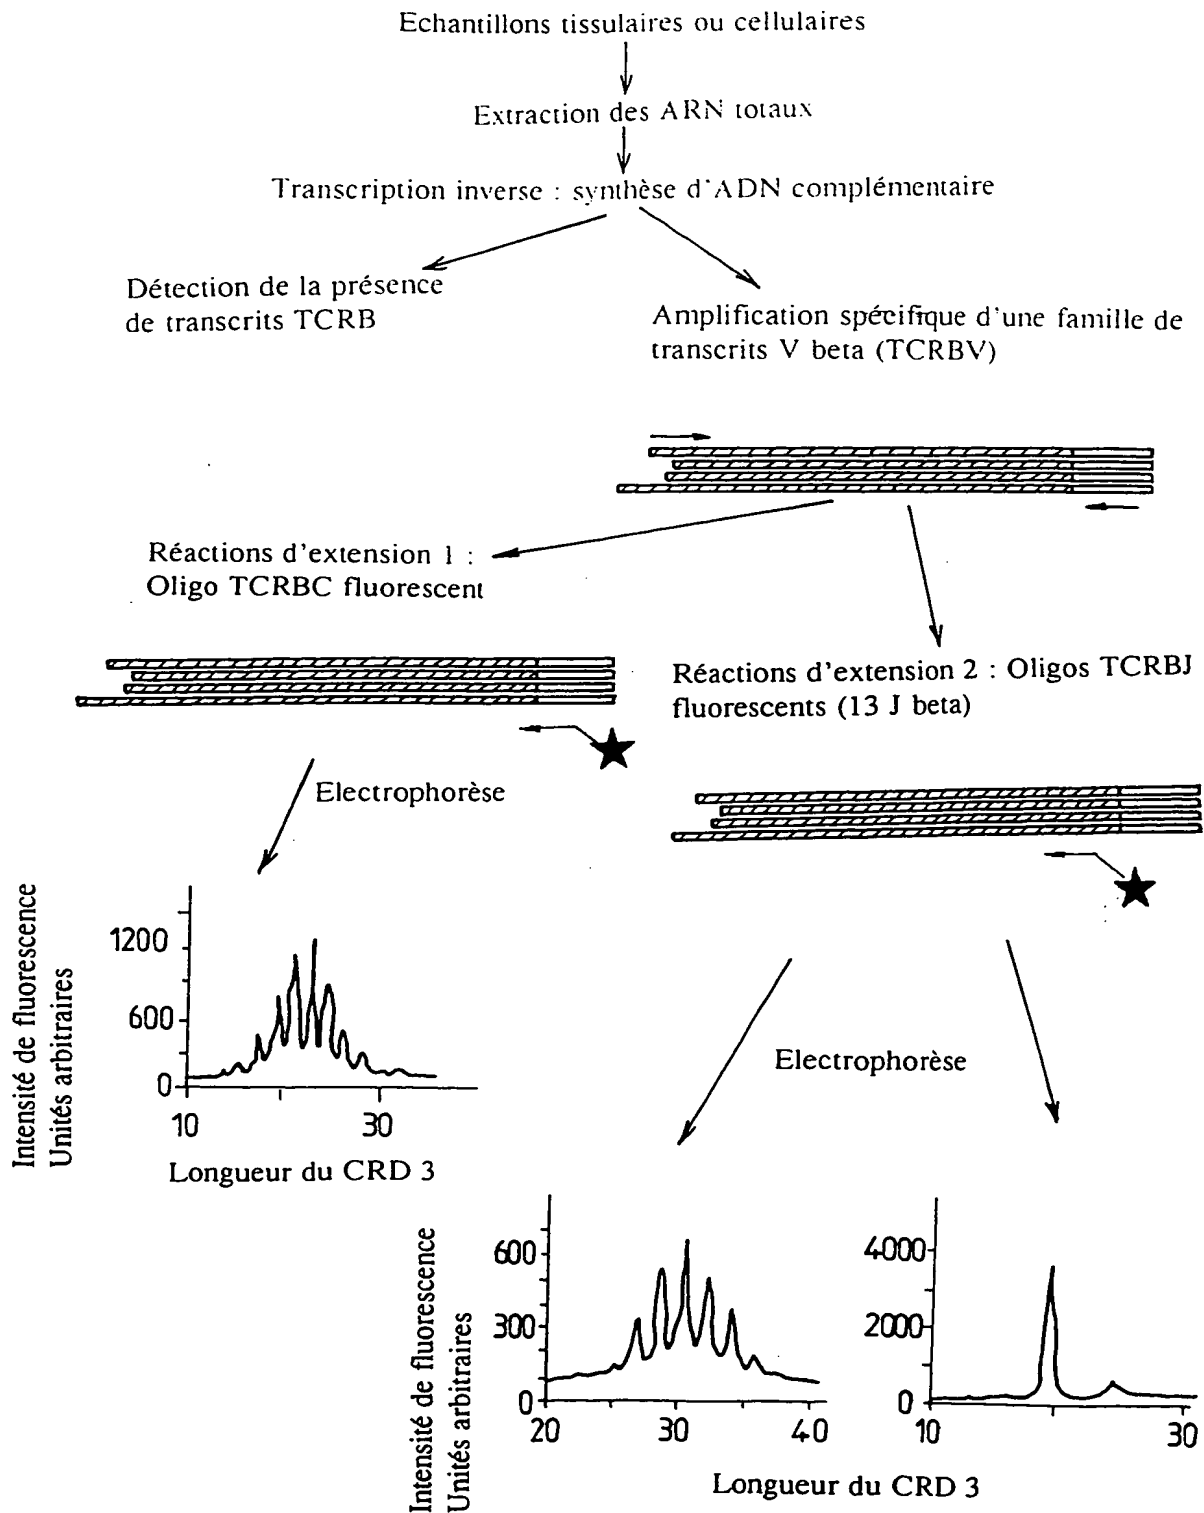 Echantillons tissulaires ou cellulaires
Extraction des ARN totaux
Transcription inverse : synthèse d'ADN complémentaire
Détection de la présence
de transcrits TCRB
Amplification spécifique d'une famille de
transcrits V beta (TCRBV)
Réactions d'extension 1 :
Oligo TCRBC fluorescent
Réactions d'extension 2 : Oligos TCRBJ
fluorescents (13 J beta)
Electrophorèse
Intensité de fluorescence
Unités arbitraires
1200
600
0
10
30
Longueur du CRD 3
Electrophorèse
Intensité de fluorescence
Unités arbitraires
600
300
0
20
30
40
4000
2000
0
10
30
Longueur du CRD 3